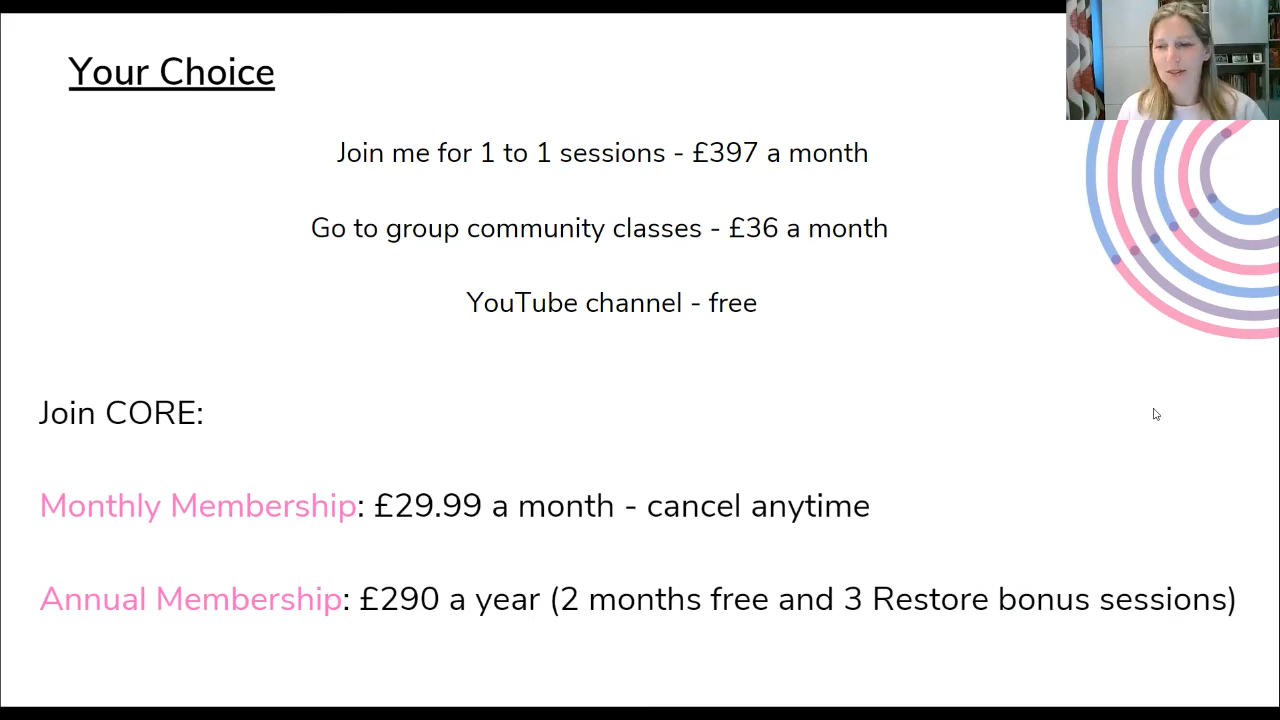 Your Choice
Join me for 1 to 1 sessions - £397 a month
Go to group community classes - £36 a month
YouTube channel - free
Join CORE:
Monthly Membership: £29.99 a month - cancel anytime
Annual Membership: £290 a year (2 months free and 3 Restore bonus sessions)